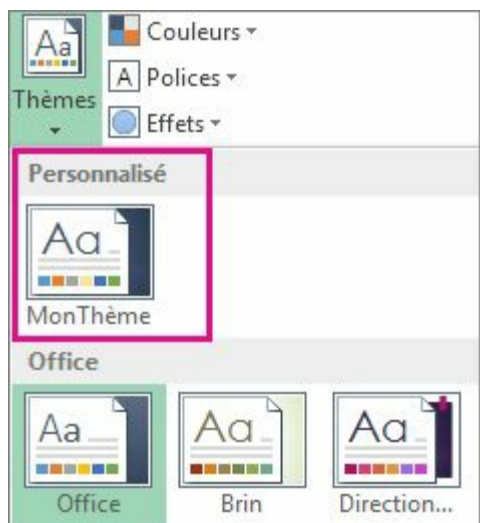 Aa
Couleurs
A Polices
Thèmes
Effets
Personnalisé
Aa
MonThème
Office
Aa Aa Aa
Office Brin Direction...